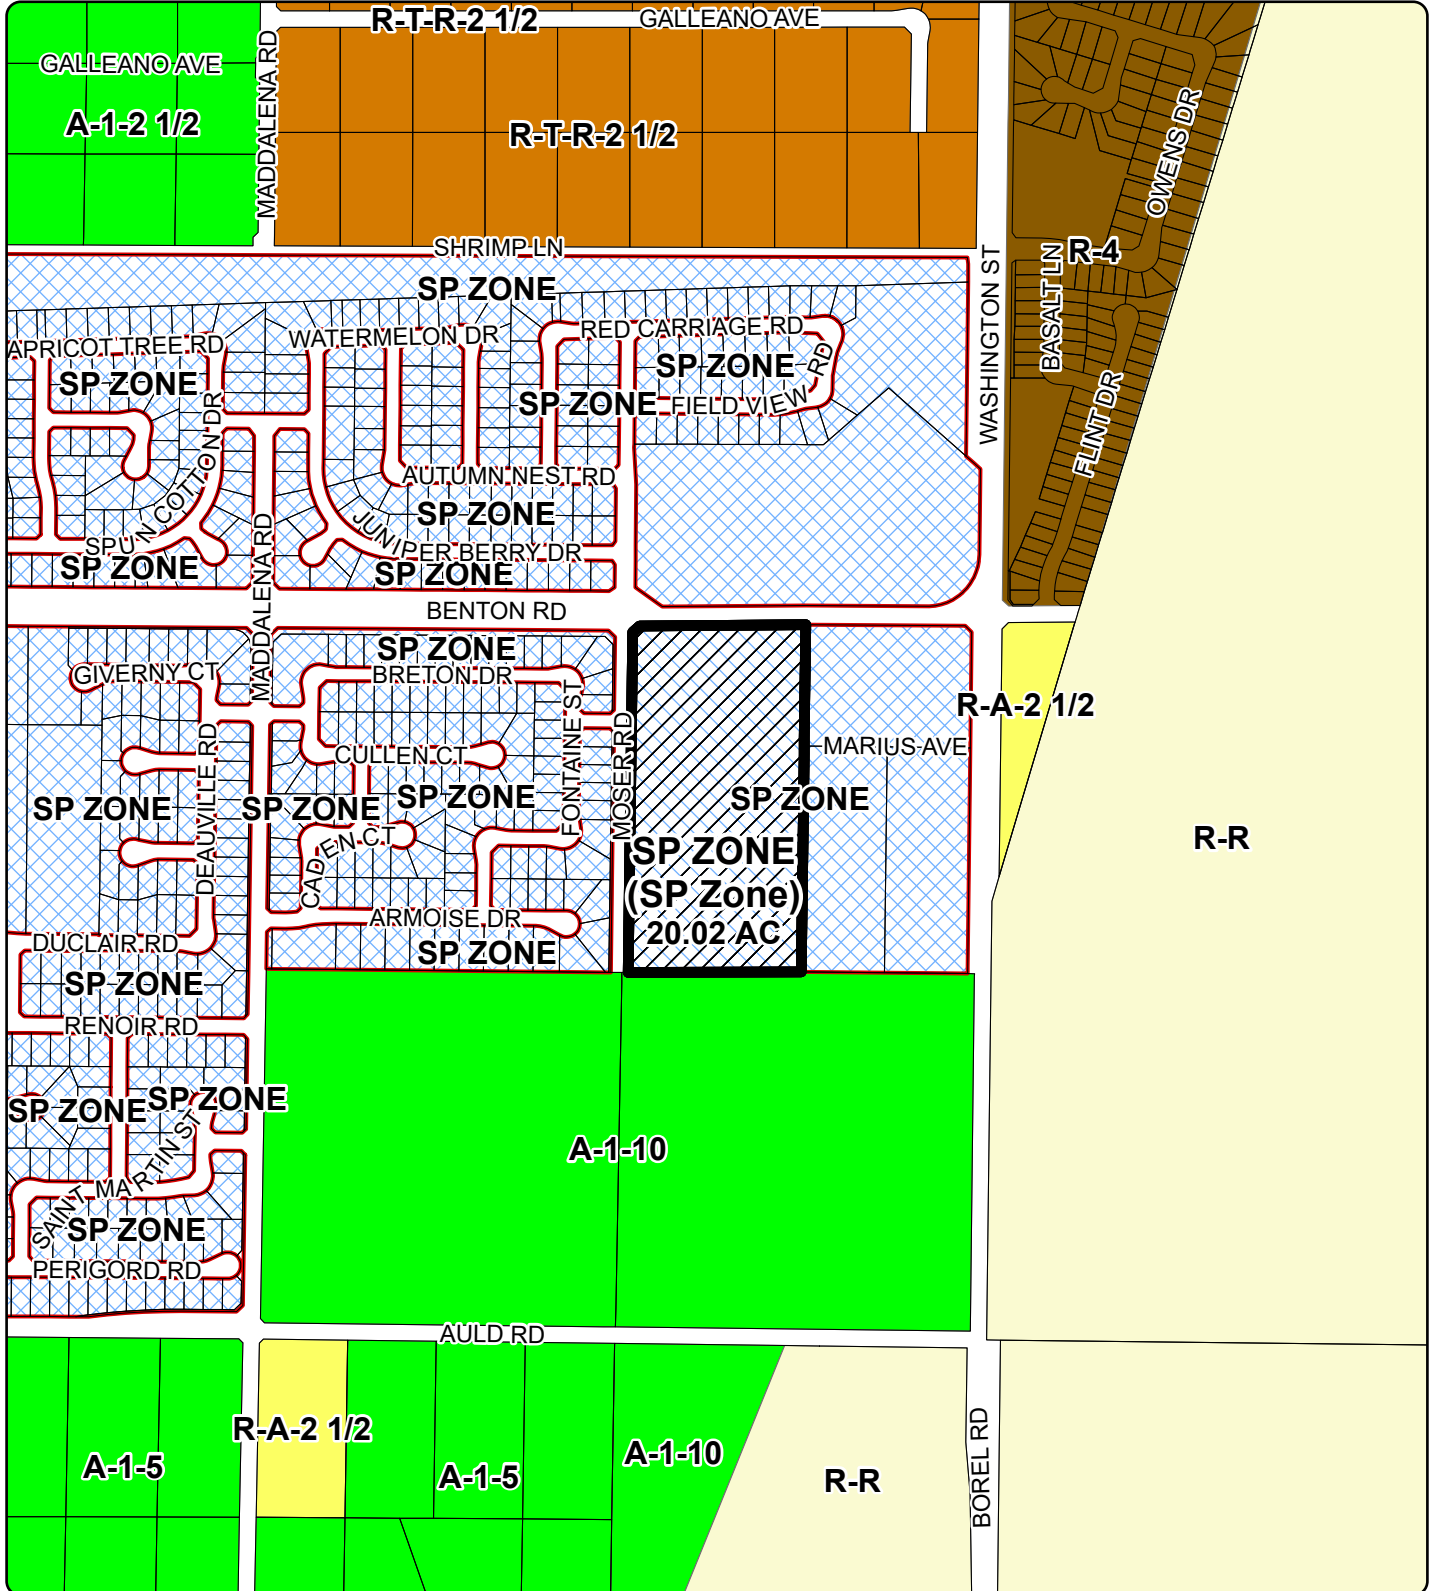 R-T-R-2 1/2
GALLEANO AVE
GALLEANO AVE
MADDALENA RD
A-1-2 1/2
R-T-R-2 1/2
OWENS DR
SHRIMP LN
R-4
SP ZONE
WASHINGTON ST
BASALT LN
APRICOT TREE RD
WATERMELON DR
RED CARRIAGE RD
SP ZONE
SP ZONE
SP ZONE
FIELD VIEW RD
FLINT DR
SPUN COTTON DR
AUTUMN NEST RD
SP ZONE
JUNIPER BERRY DR
SP ZONE
SP ZONE
MADDALENA RD
BENTON RD
SP ZONE
GIVERNY CT
BRETON DR
R-A-2 1/2
DEAUVILLE RD
CULLEN CT
FONTAINE ST
MOSER RD
MARIUS AVE
SP ZONE
SP ZONE
SP ZONE
SP ZONE
CADEN CT
SP ZONE
(SP Zone)
20.02 AC
R-R
ARMOISE DR
DUCLAIR RD
SP ZONE
SP ZONE
RENOIR RD
SP ZONE
SP ZONE
A-1-10
SAINT MARTIN ST
SP ZONE
PERIGORD RD
AULD RD
R-A-2 1/2
A-1-5
A-1-5
A-1-10
R-R
BOREL RD